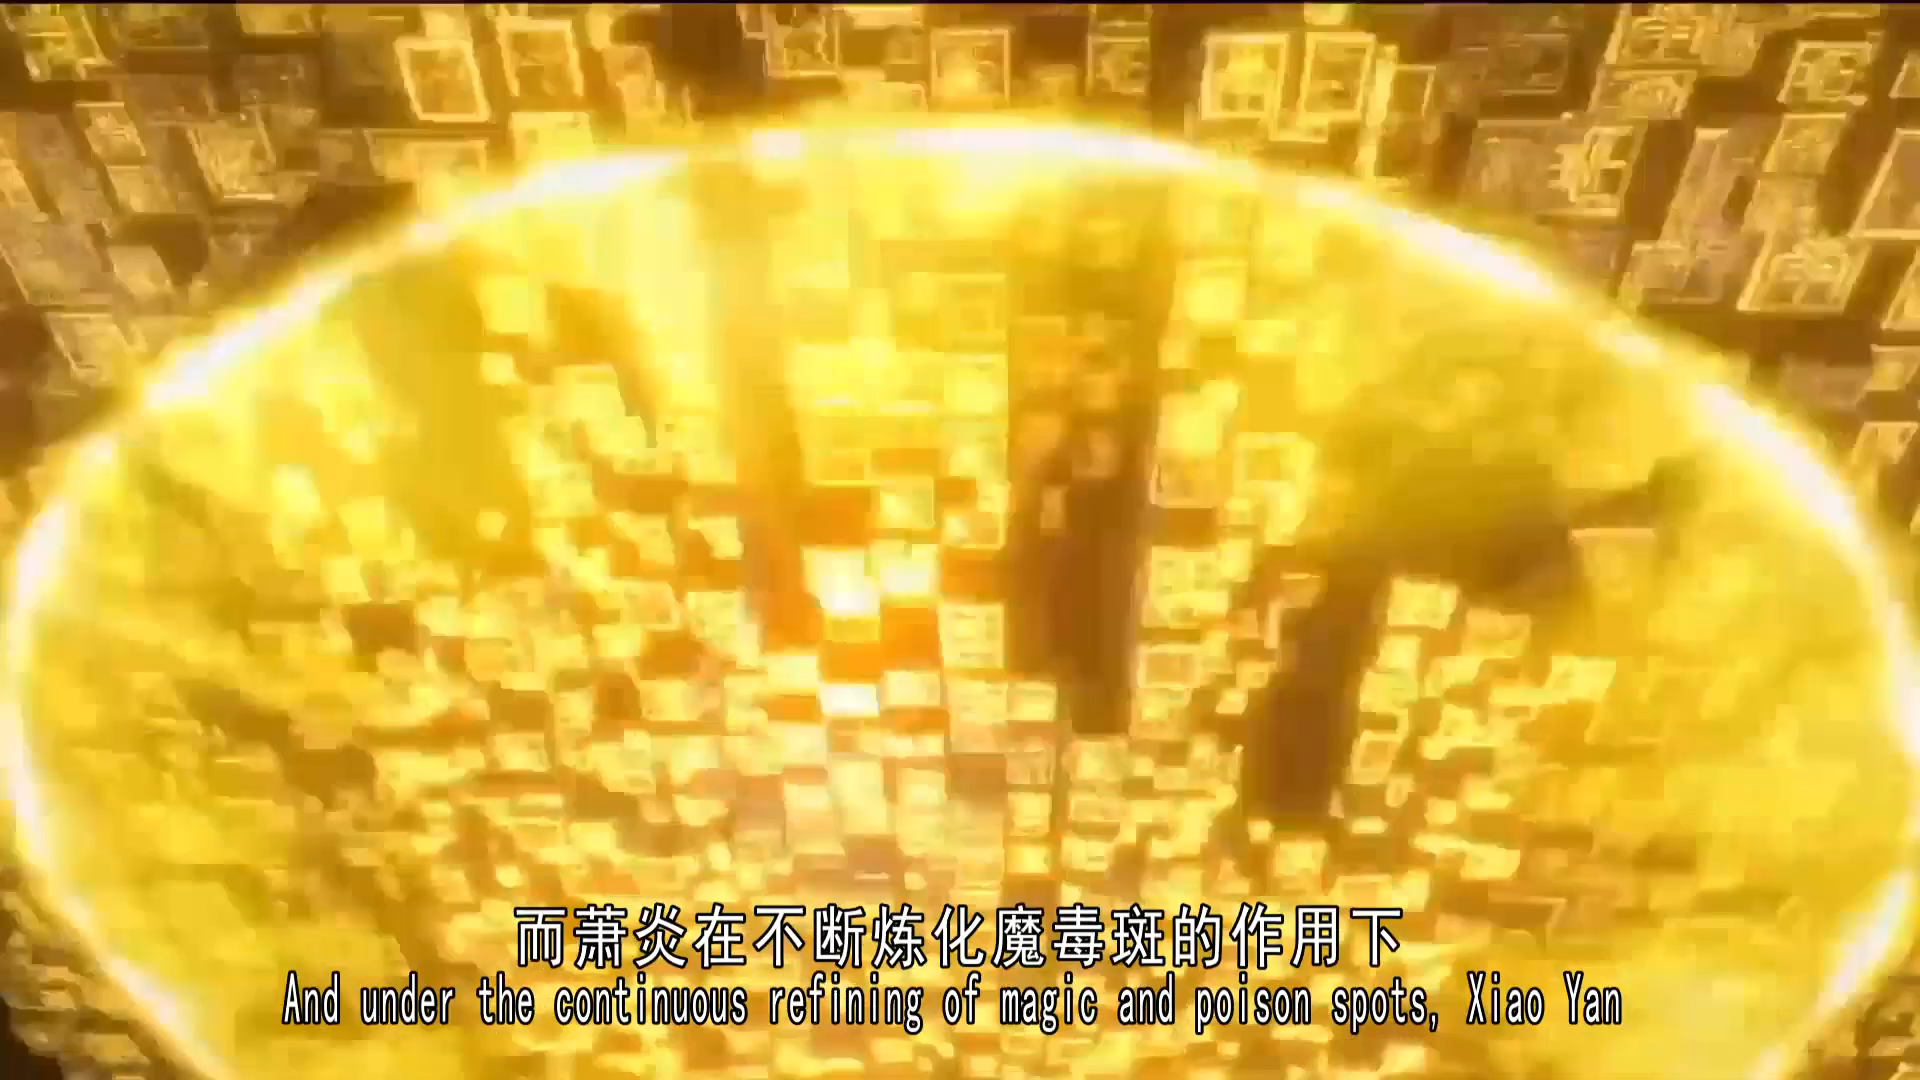 而萧炎在不断炼化魔毒斑的作用下
And under the continuous refining of magic and poison spots, Xiao Yan